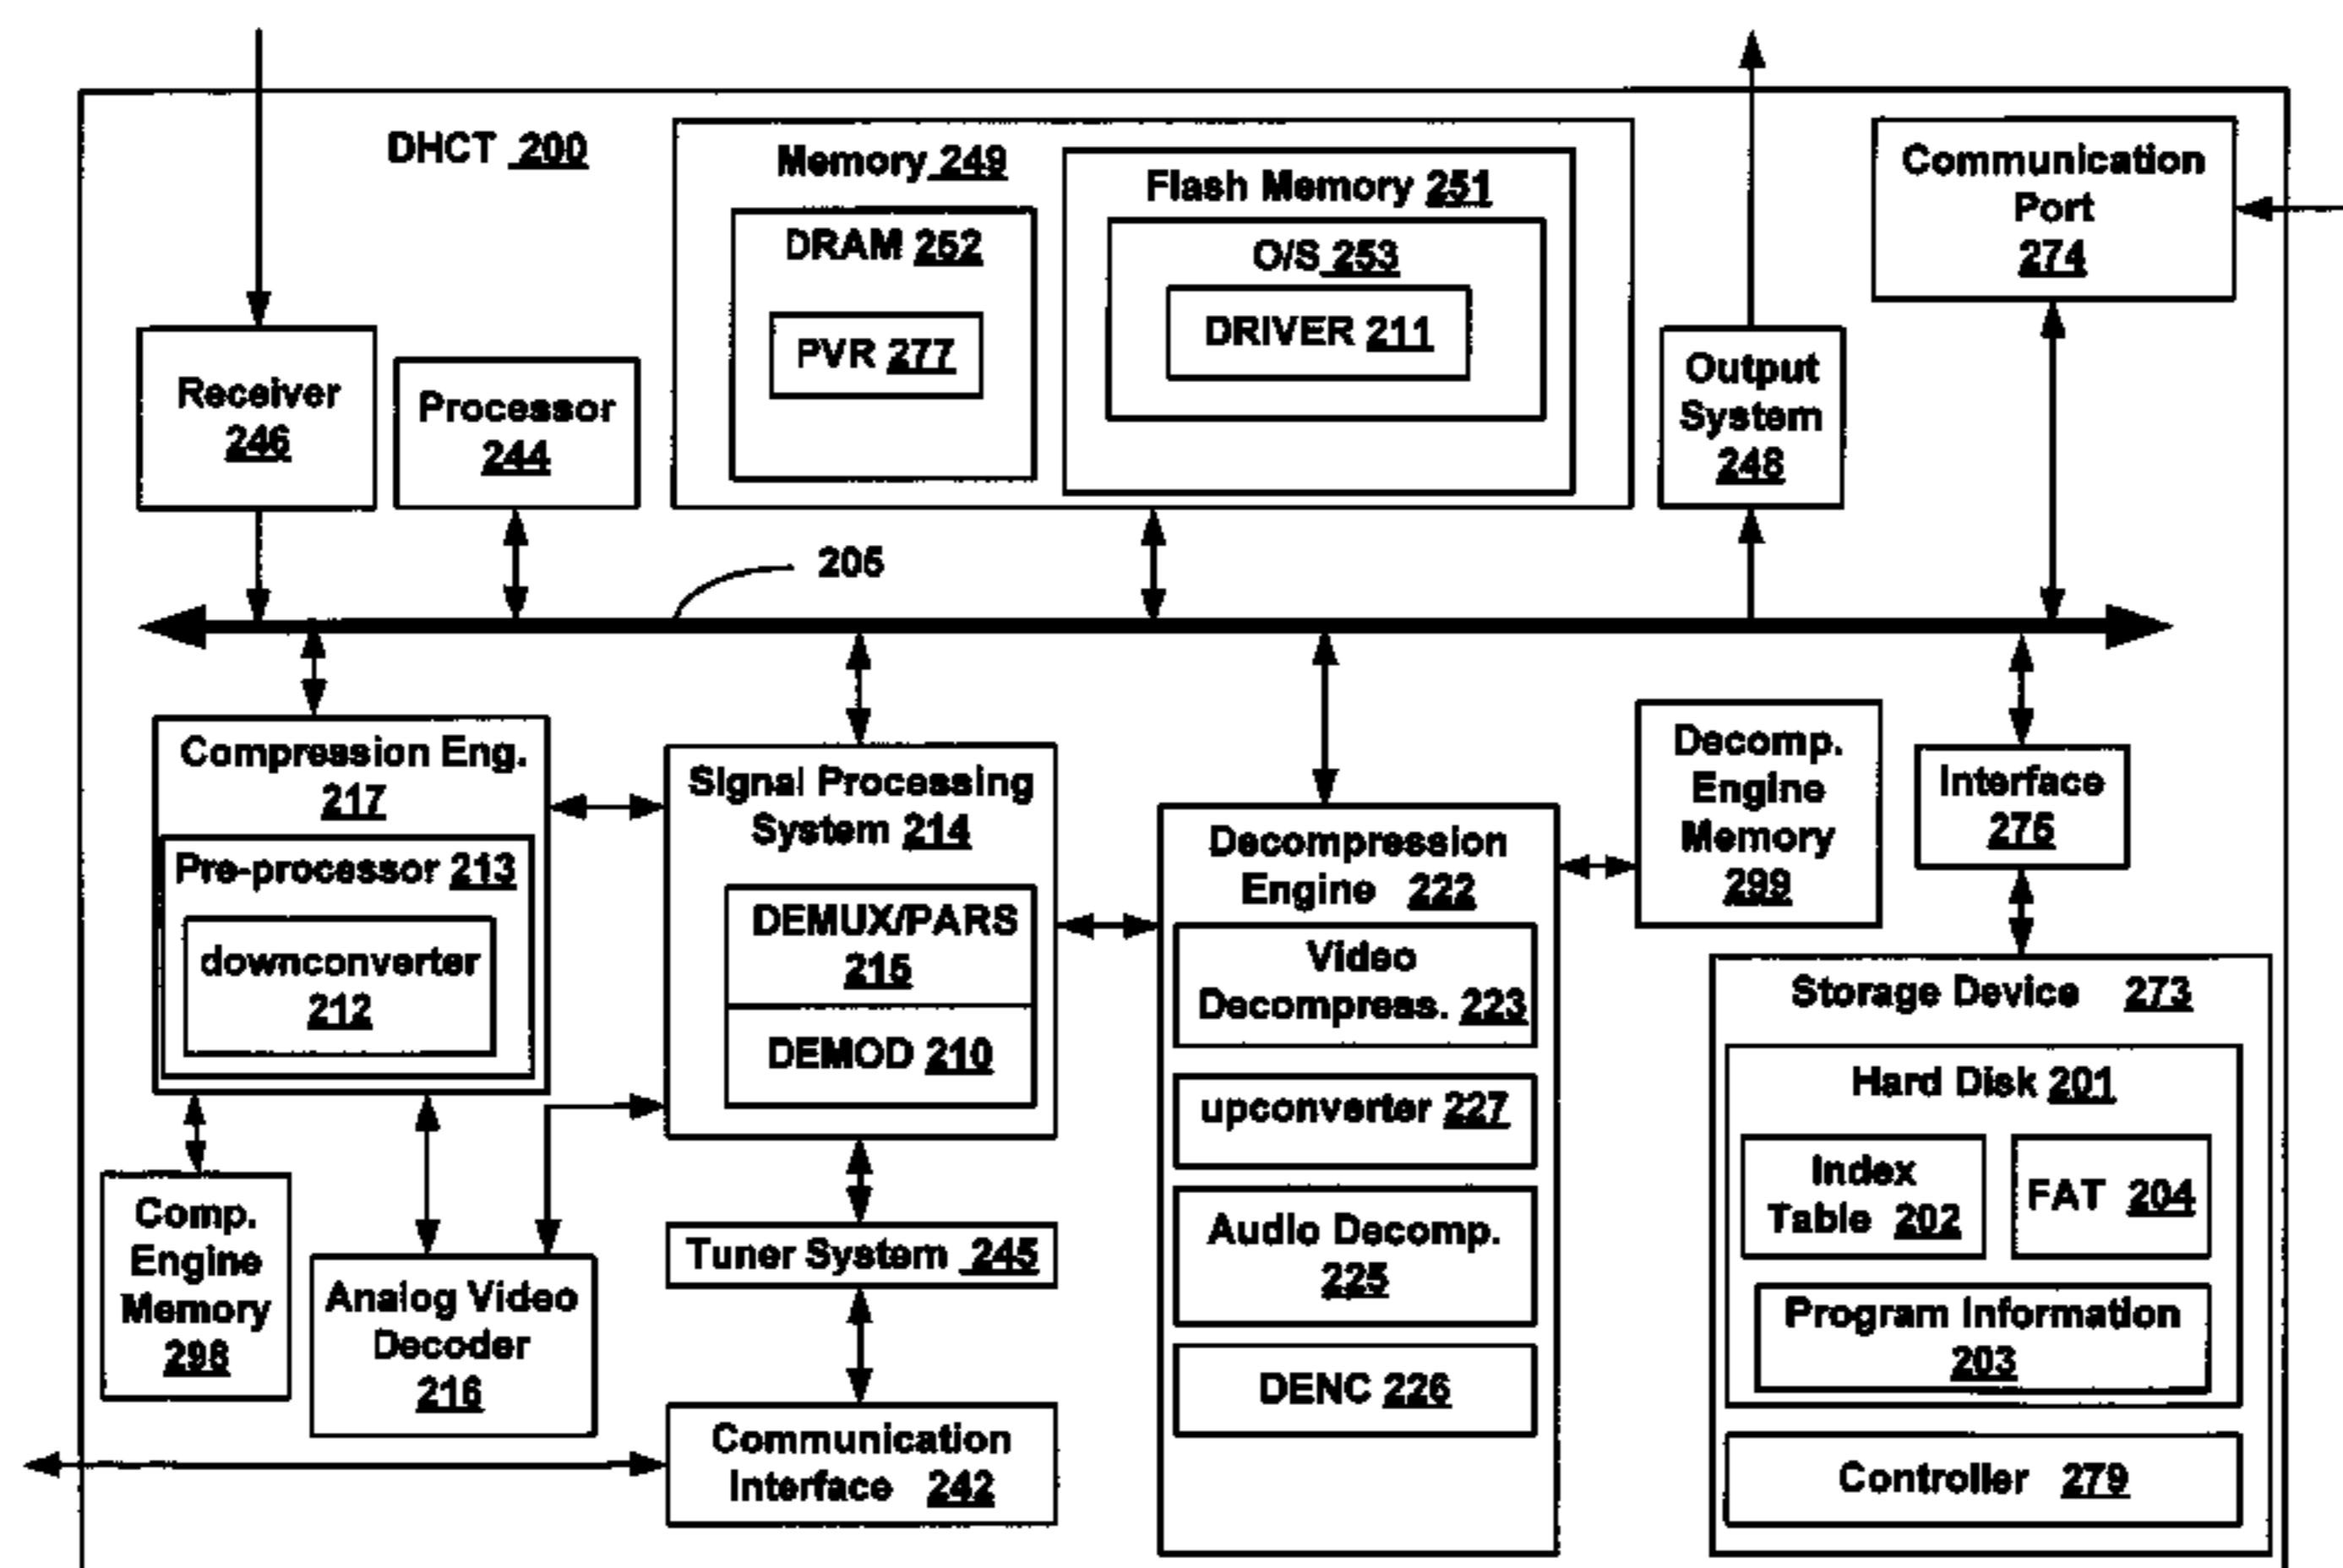 DHCT 200
Memory 249
DRAM 252
PVR 277
Flash Memory 251
O/S 253
DRIVER 211
Communication
Port
274
Receiver
246
Processor
244
Output
System
248
205
Compression Eng.
217
Pre-processor 213
downconverter
212
Signal Processing
System 214
DEMUX/PARS
215
DEMOD 210
Decompression
Engine 222
Video
Decompress. 223
upconverter 227
Audio Decomp.
225
DENC 226
Decomp.
Engine
Memory
299
Interface
275
Storage Device 273
Hard Disk 201
Index
Table 202
FAT 204
Program Information
203
Controller 279
Comp.
Engine
Memory
298
Analog Video
Decoder
216
Tuner System 245
Communication
Interface 242